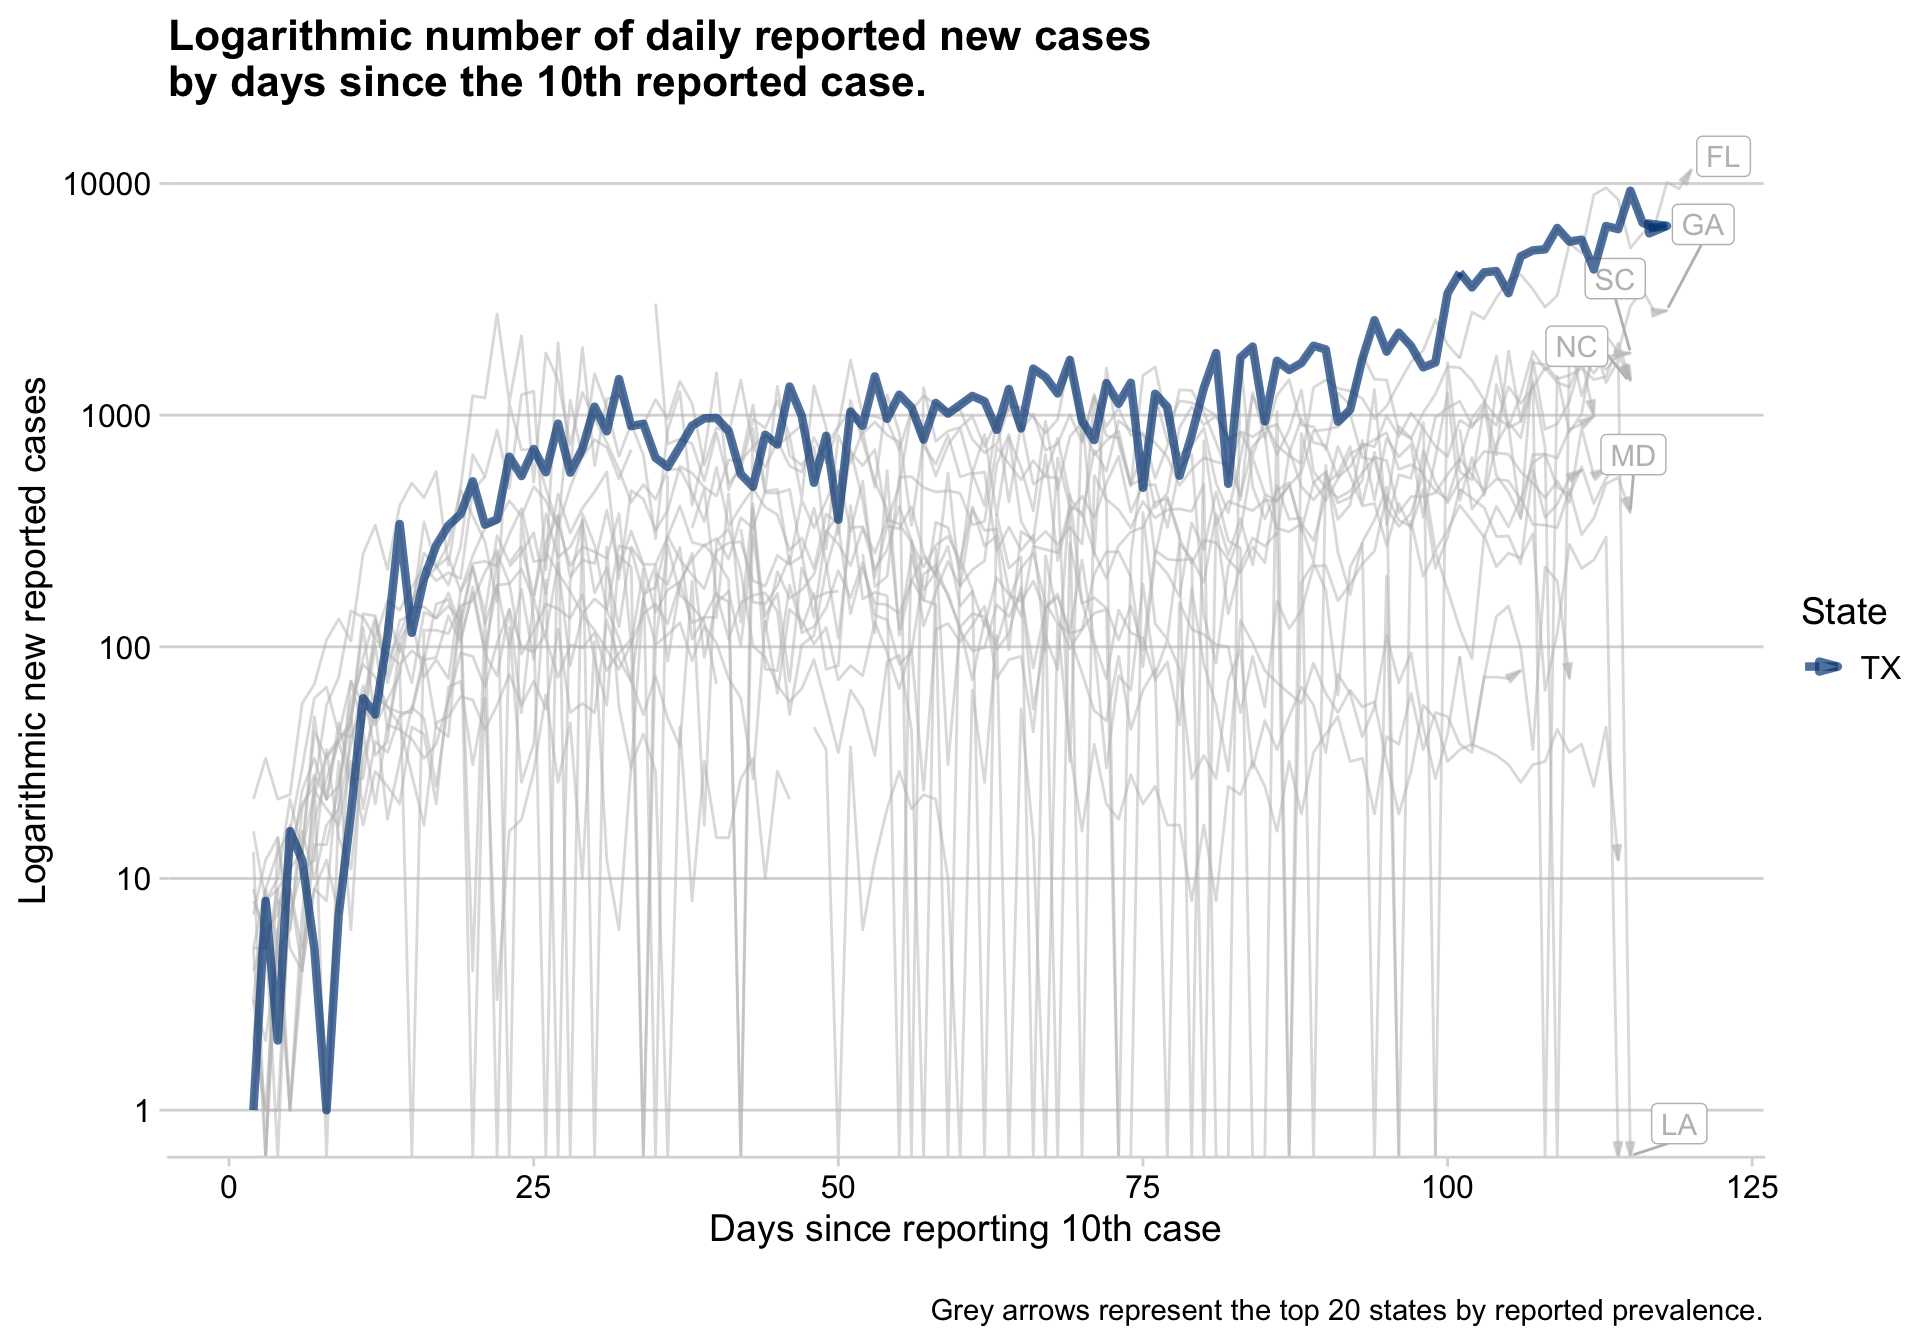 Logarithmic number of daily reported new cases
by days since the 10th reported case.
Logarithmic new reported cases
10000
1000
100
10
1
FL
GA
SC
NC
MD
LA
State
TX
0 25 50 75 100 125
Days since reporting 10th case
Grey arrows represent the top 20 states by reported prevalence.